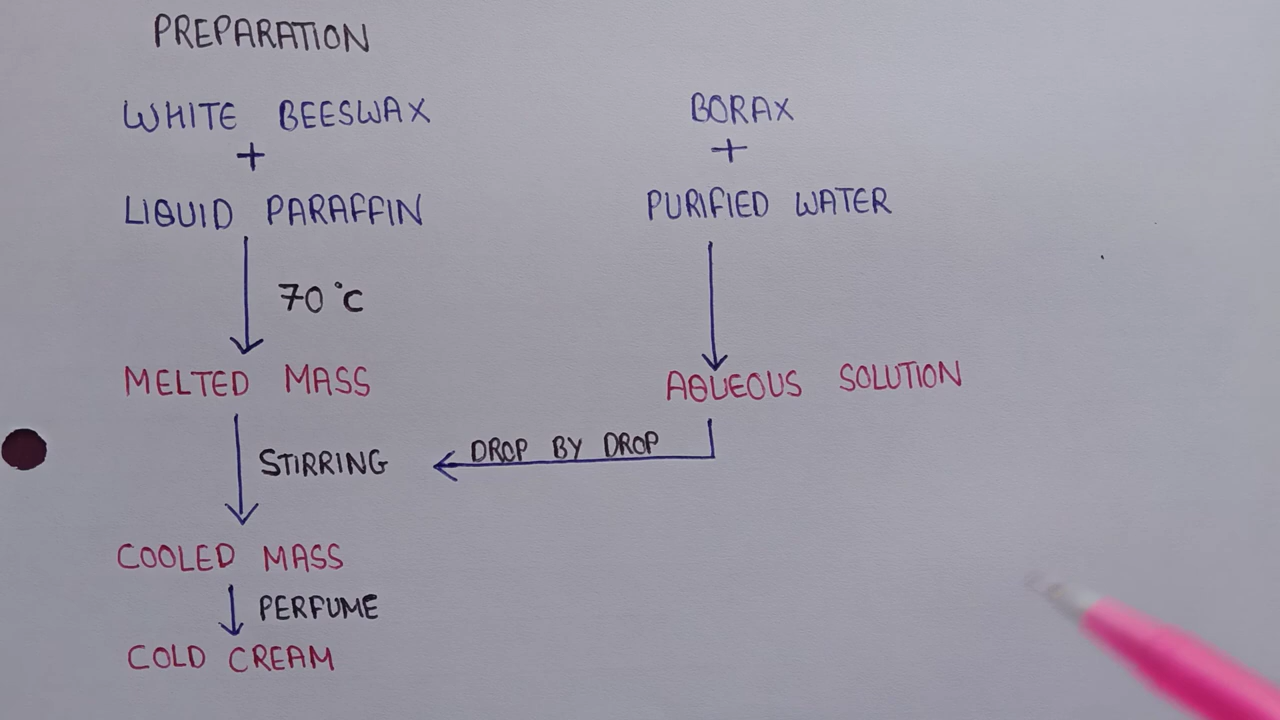 PREPARATION
WHITE BEESWAX
+
LIQUID PARAFFIN
70°C
MELTED MASS
STIRRING
COOLED MASS
PERFUME
COLD CREAM
BORAX
+
PURIFIED WATER
AQUEOUS SOLUTION
DROP BY DROP